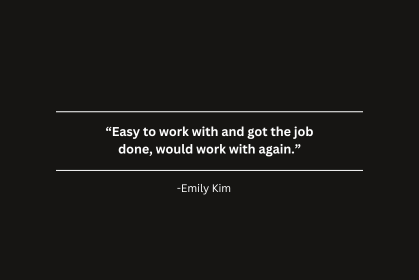 “Easy to work with and got the job
done, would work with again.”
-Emily Kim